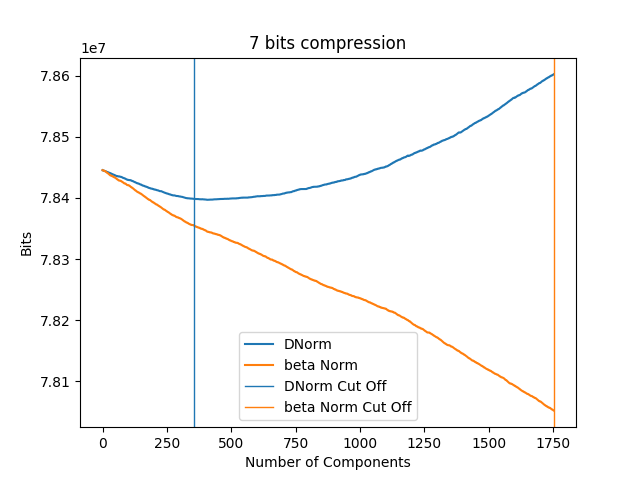 7 bits compression
1e7
7.86
7.85
7.84
7.83
7.82
7.81
Bits
DNorm
beta Norm
DNorm Cut Off
beta Norm Cut Off
0 250 500 750 1000 1250 1500 1750
Number of Components